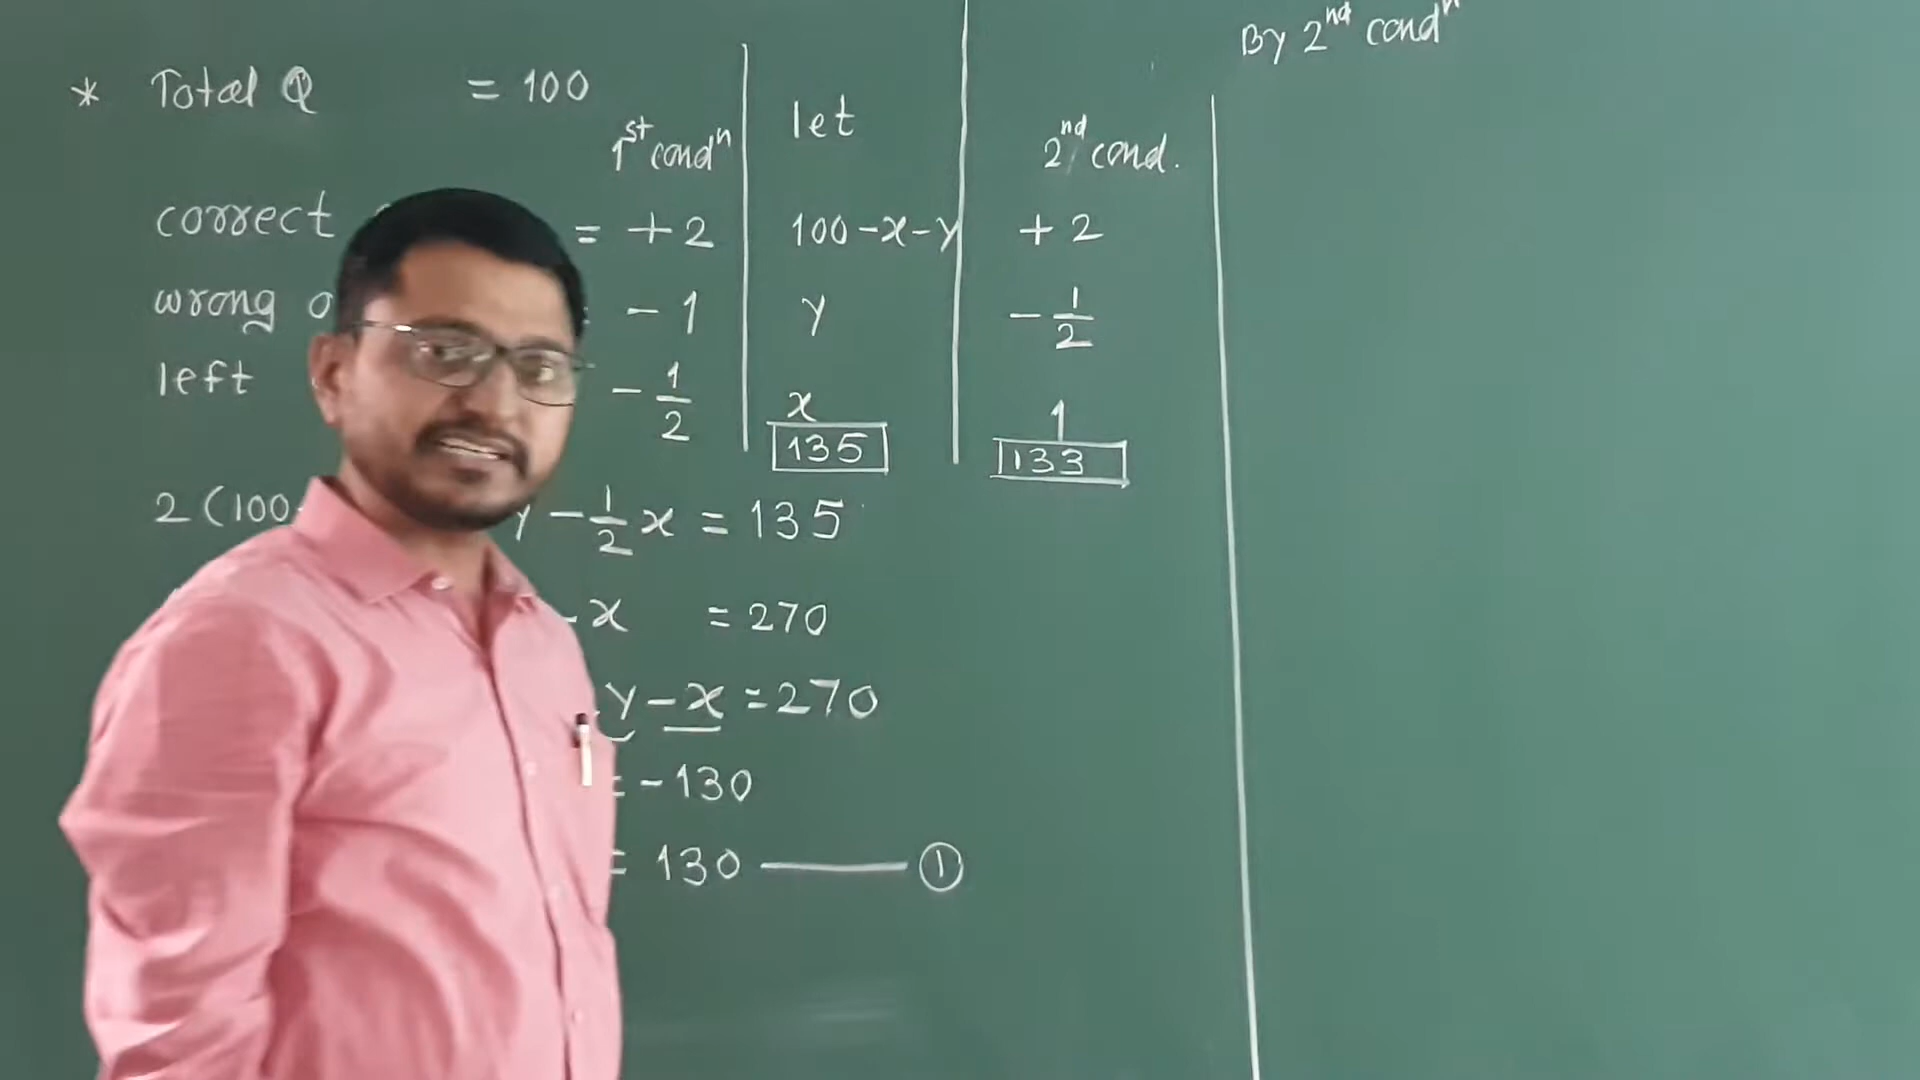 * Total Q = 100
1st condn let 2nd cond.
correct = +2 100-x-y +2
wrong - 1 y - 1/2
left - 1/2 x 1
135 133
2(100 y - 1/2 x = 135
- x = 270
y - x = 270
= - 130
= 130 ——— ①
By 2nd condn